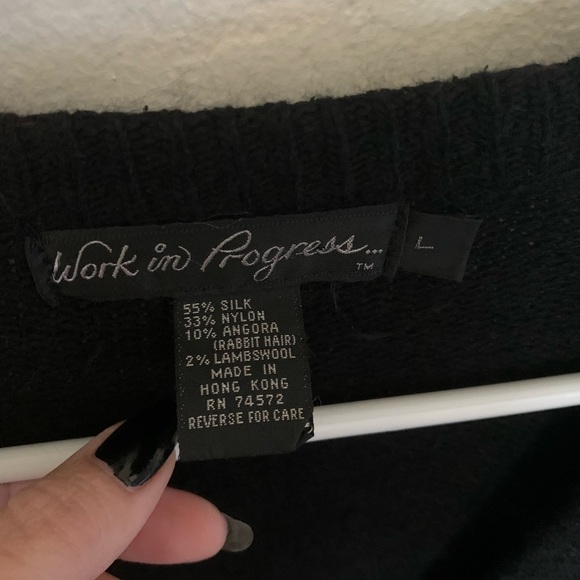 Work in Progress...
TM
L
55% SILK
33% NYLON
10% ANGORA
(RABBIT HAIR)
2% LAMBSWOOL
MADE IN
HONG KONG
RN 74572
REVERSE FOR CARE